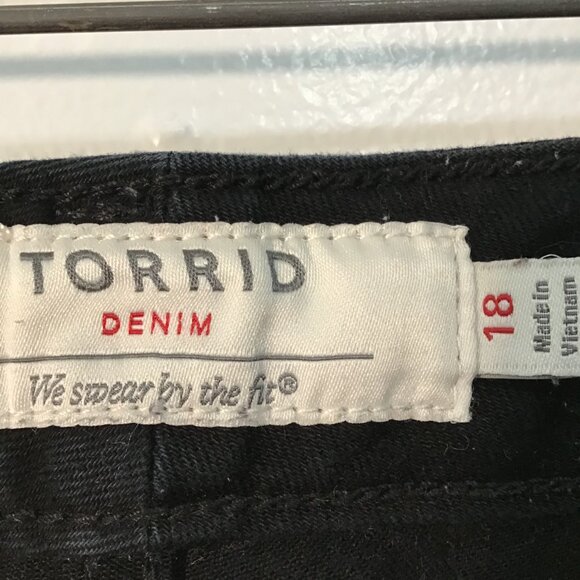 TORRID
DENIM
We swear by the fit®
18
Made in
Vietnam